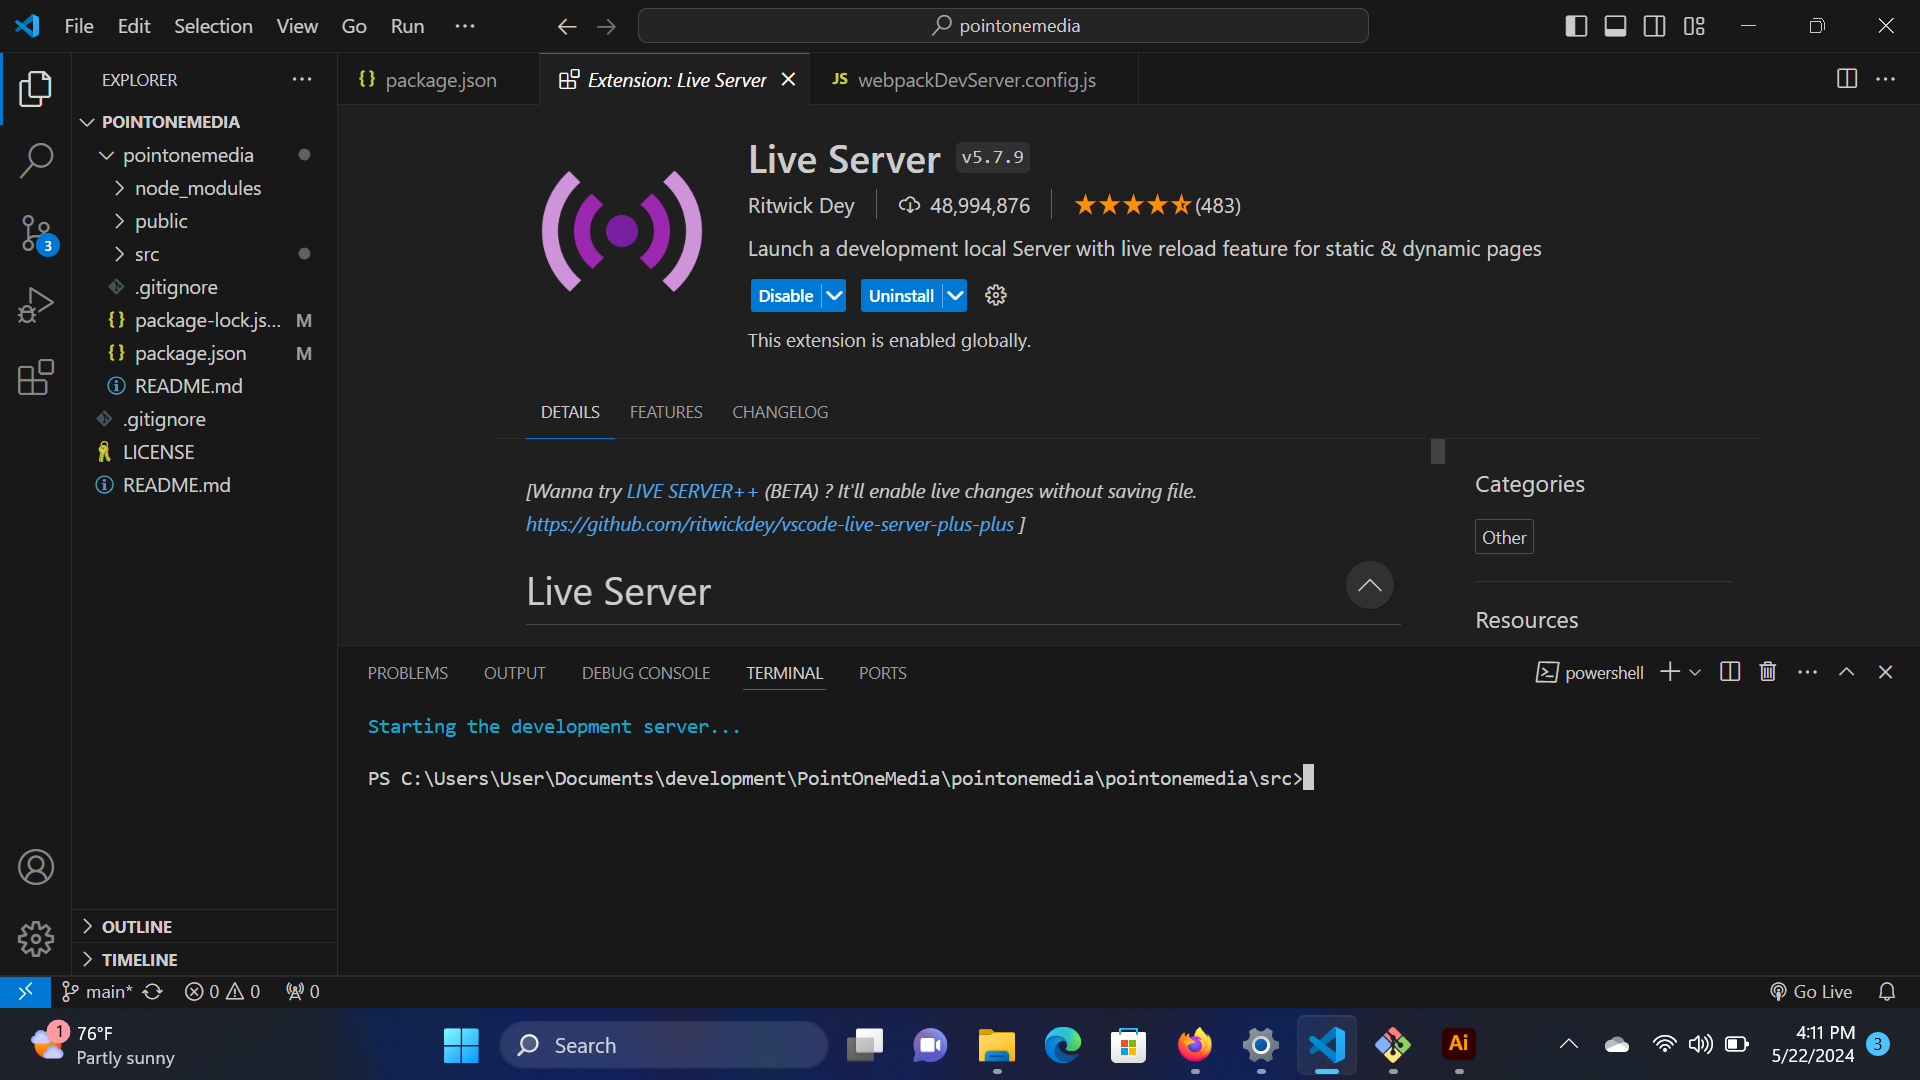 File Edit Selection View Go Run ···
pointonemedia
EXPLORER
package.json
Extension: Live Server
JS webpackDevServer.config.js
POINTONEMEDIA
pointonemedia
node_modules
public
src
.gitignore
{} package-lock.js... M
{} package.json M
README.md
.gitignore
LICENSE
README.md
OUTLINE
TIMELINE
3
Live Server v5.7.9
Ritwick Dey 48,994,876 (483)
Launch a development local Server with live reload feature for static & dynamic pages
Disable Uninstall
This extension is enabled globally.
DETAILS FEATURES CHANGELOG
[Wanna try LIVE SERVER++ (BETA) ? It'll enable live changes without saving file.
https://github.com/ritwickdey/vscode-live-server-plus-plus ]
Live Server
Categories
Other
Resources
PROBLEMS OUTPUT DEBUG CONSOLE TERMINAL PORTS
powershell
Starting the development server...
PS C:\Users\User\Documents\development\PointOneMedia\pointonemedia\pointonemedia\src>
main* 0 0 0
Go Live
1 76°F
Partly sunny
Search
Ai
4:11 PM
5/22/2024
3